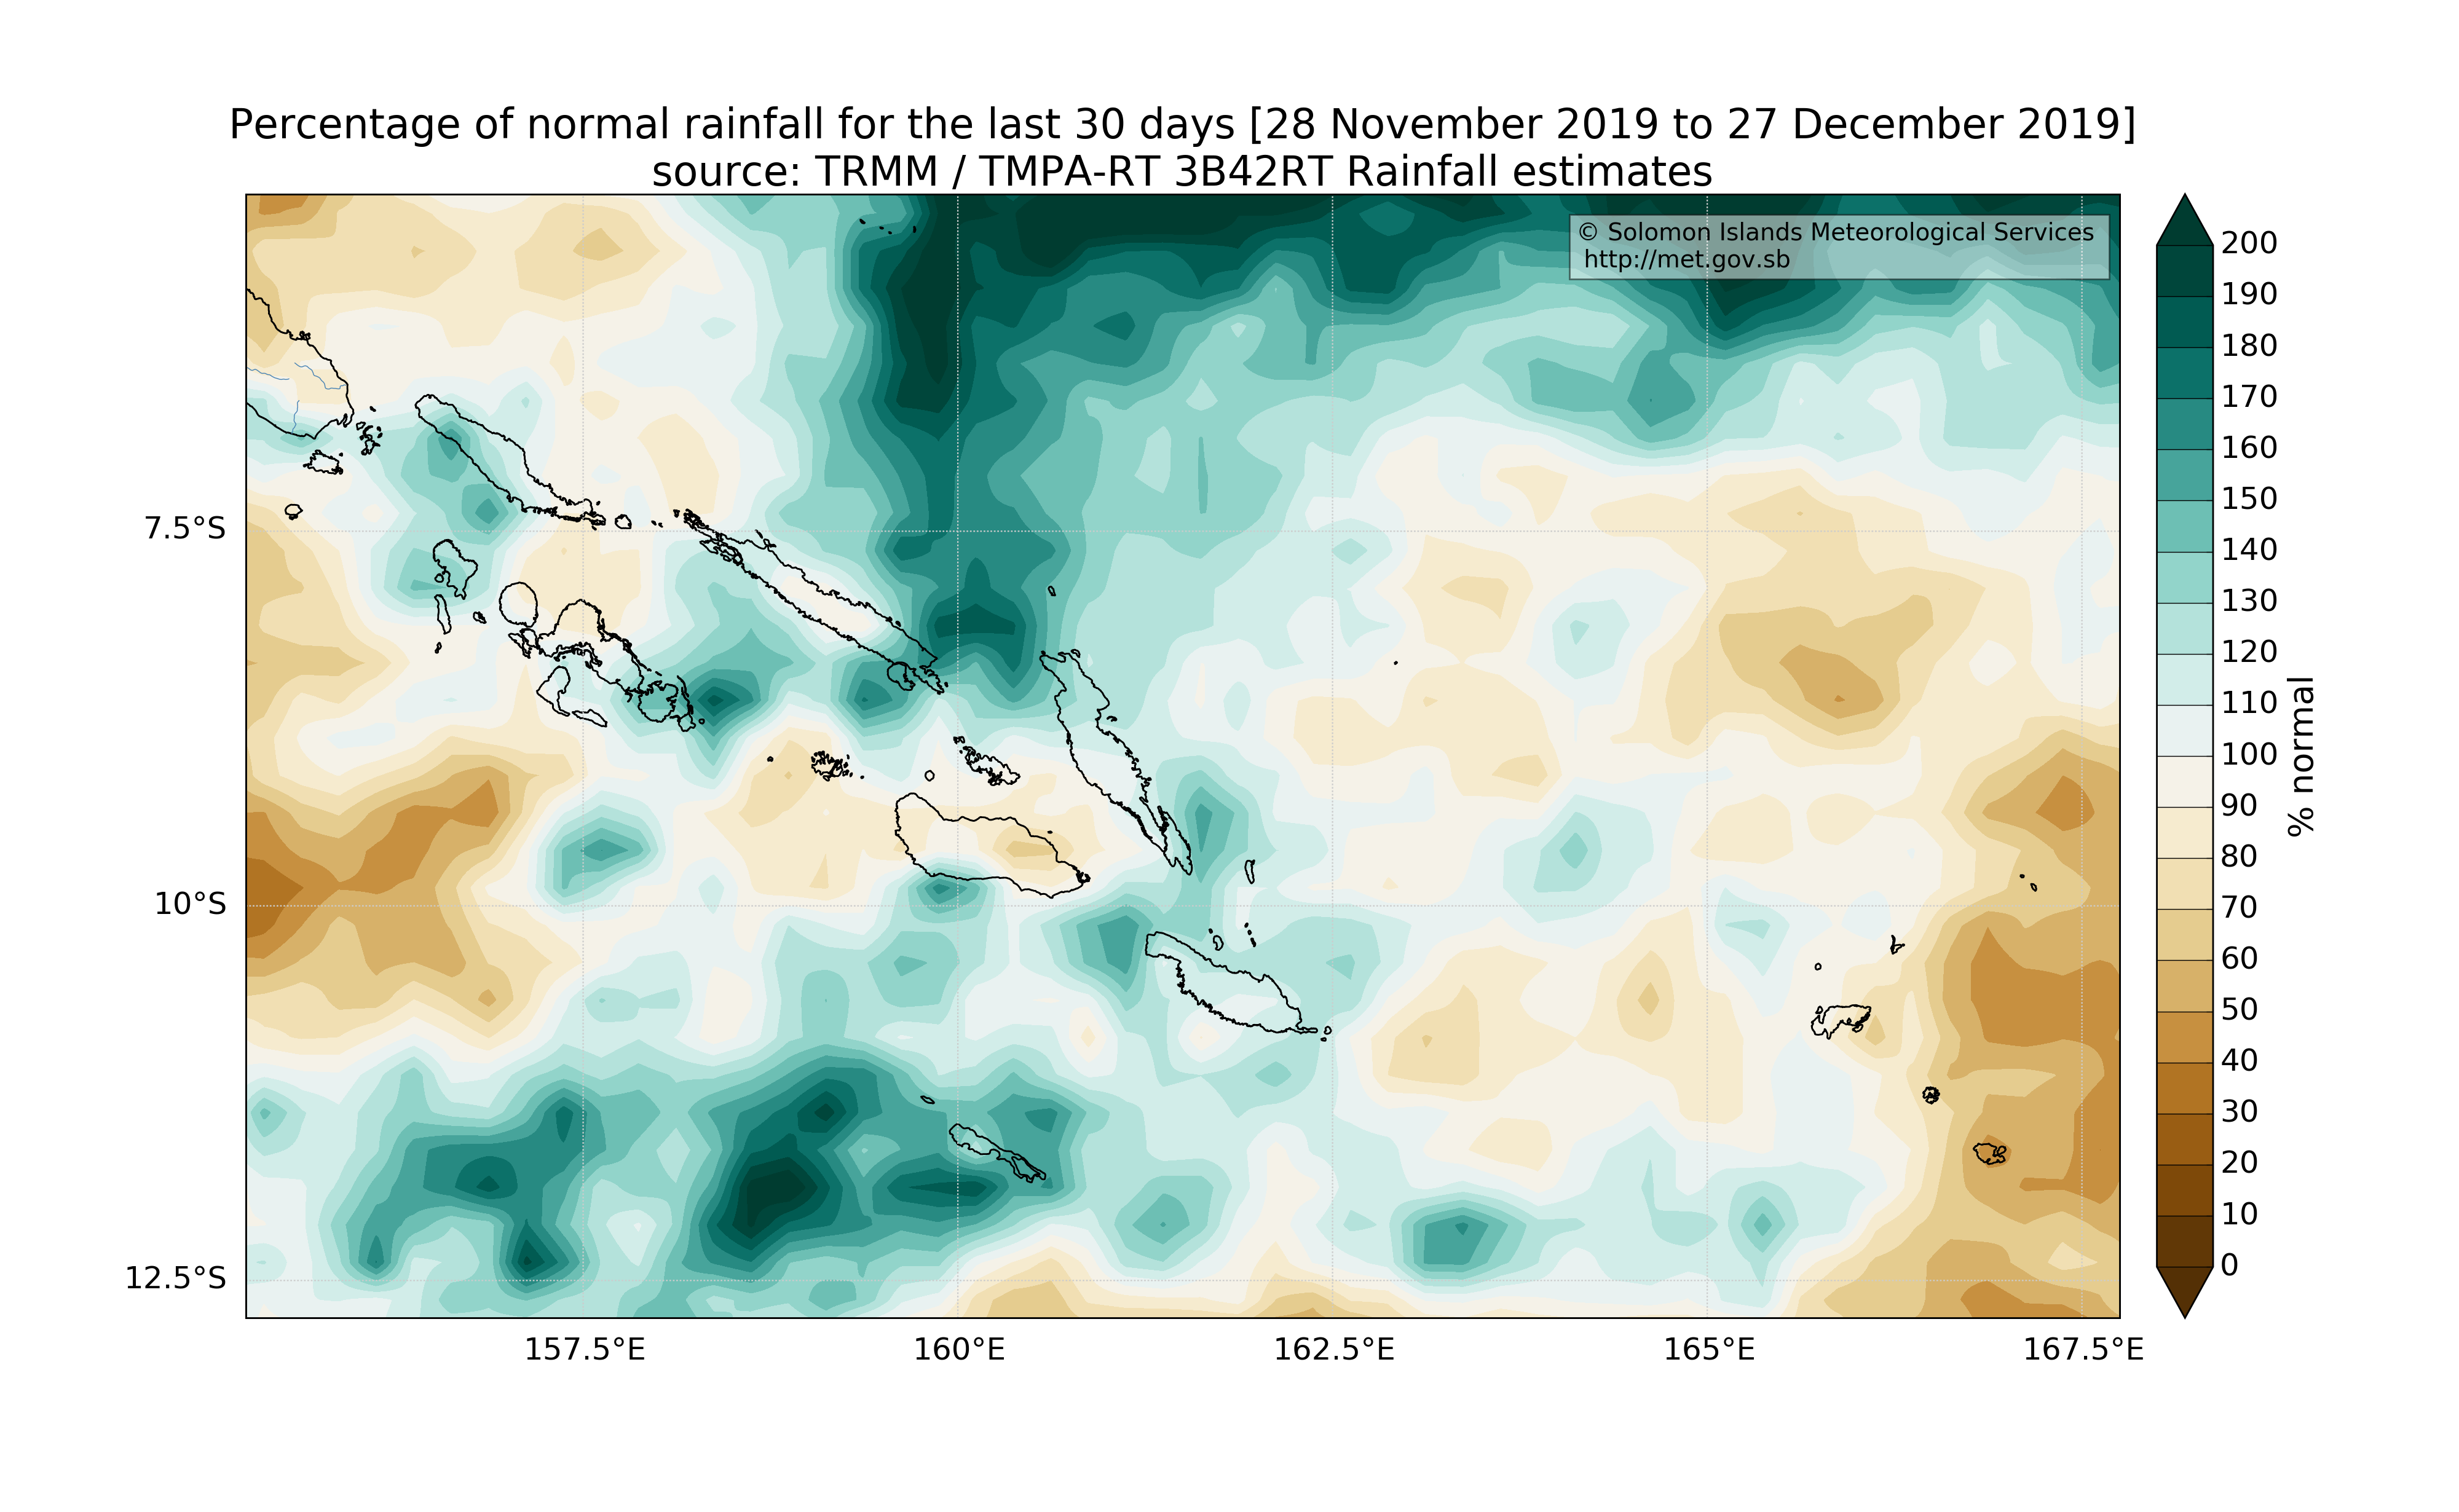 Percentage of normal rainfall for the last 30 days [28 November 2019 to 27 December 2019]
source: TRMM / TMPA-RT 3B42RT Rainfall estimates
© Solomon Islands Meteorological Services
http://met.gov.sb
7.5°S
10°S
12.5°S
157.5°E
160°E
162.5°E
165°E
167.5°E
200
190
180
170
160
150
140
130
120
110
100
90
80
70
60
50
40
30
20
10
0
% normal